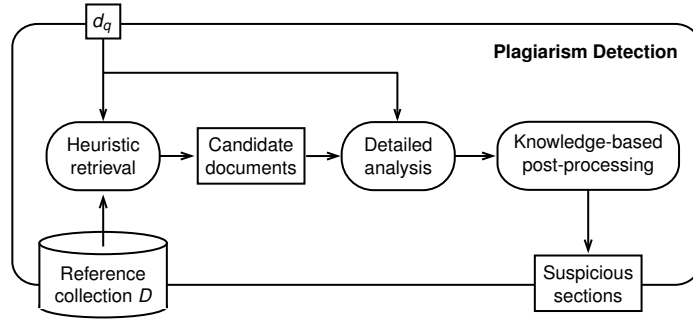 d_q
Plagiarism Detection
Heuristic
retrieval
Candidate
documents
Detailed
analysis
Knowledge-based
post-processing
Reference
collection D
Suspicious
sections